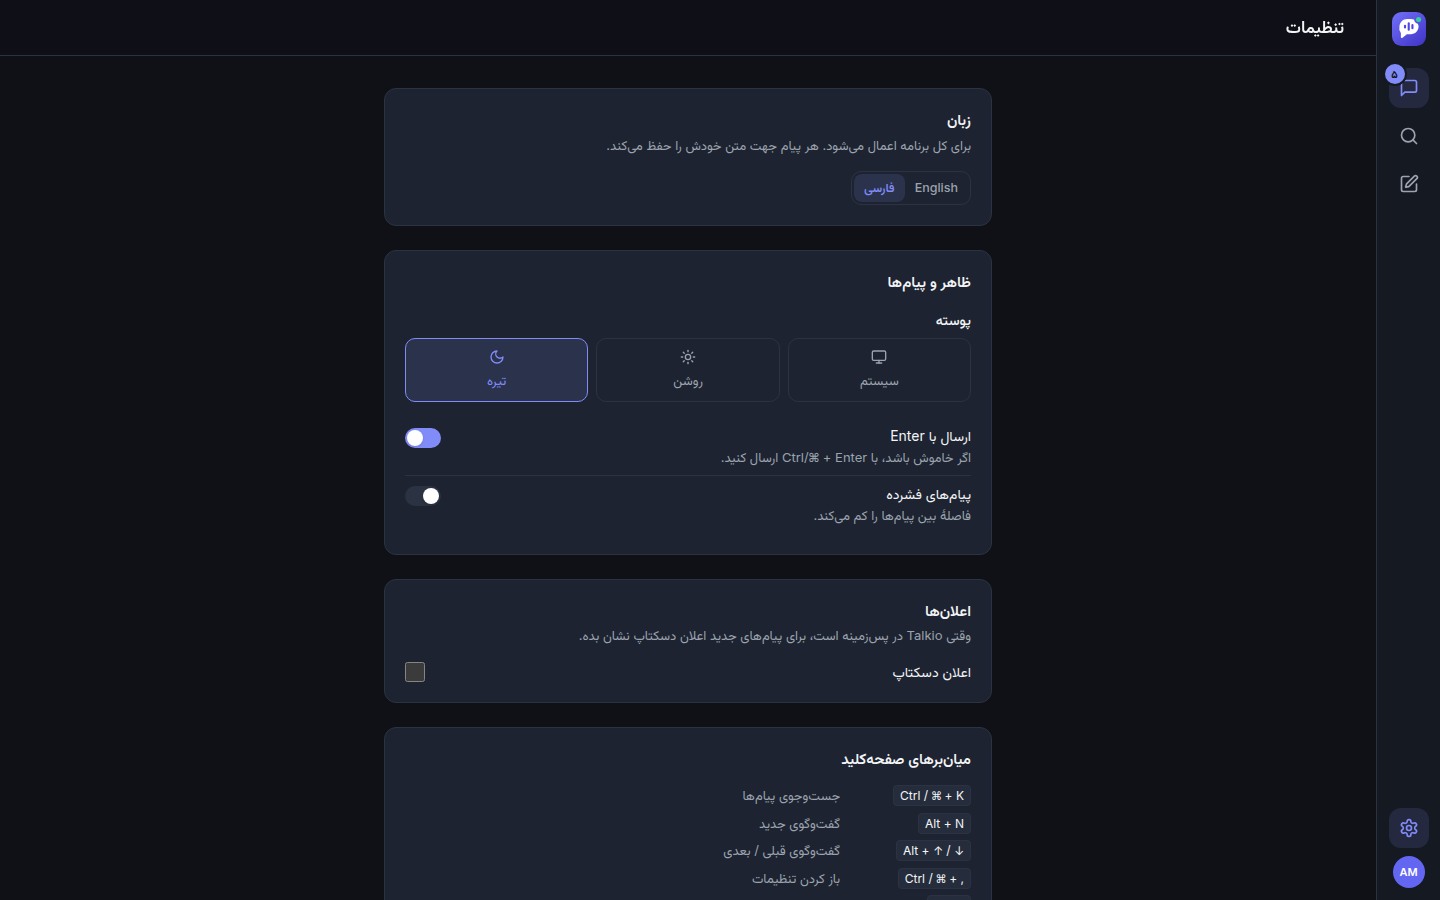 تنظیمات
۵
زبان
برای کل برنامه اعمال می‌شود. هر پیام جهت متن خودش را حفظ می‌کند.
English
فارسی
ظاهر و پیام‌ها
پوسته
سیستم
روشن
تیره
ارسال با Enter
اگر خاموش باشد، با Ctrl/⌘ + Enter ارسال کنید.
پیام‌های فشرده
فاصلهٔ بین پیام‌ها را کم می‌کند.
اعلان‌ها
وقتی Talkio در پس‌زمینه است، برای پیام‌های جدید اعلان دسکتاپ نشان بده.
اعلان دسکتاپ
میان‌برهای صفحه‌کلید
Ctrl / ⌘ + K جست‌وجوی پیام‌ها
Alt + N گفت‌وگوی جدید
Alt + ↑ / ↓ گفت‌وگوی قبلی / بعدی
Ctrl / ⌘ + , باز کردن تنظیمات
AM